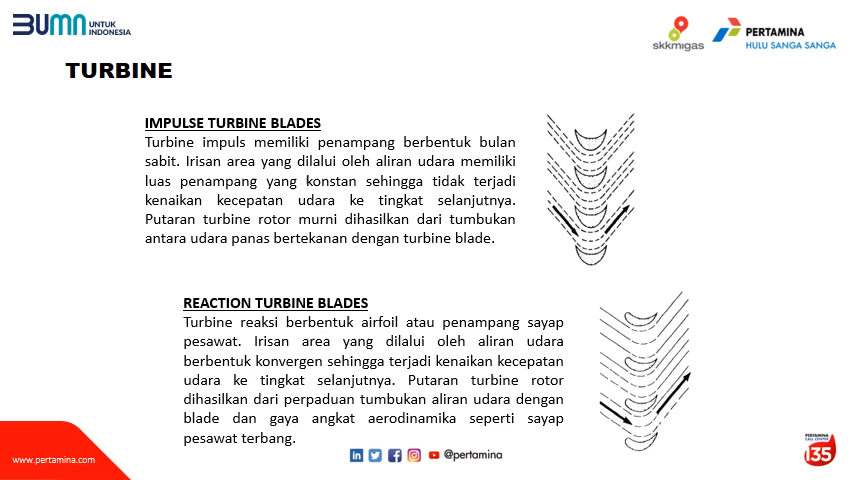 BUMN UNTUK
INDONESIA
skkmigas
PERTAMINA
HULU SANGA SANGA
TURBINE
IMPULSE TURBINE BLADES
Turbine impuls memiliki penampang berbentuk bulan
sabit. Irisan area yang dilalui oleh aliran udara memiliki
luas penampang yang konstan sehingga tidak terjadi
kenaikan kecepatan udara ke tingkat selanjutnya.
Putaran turbine rotor murni dihasilkan dari tumbukan
antara udara panas bertekanan dengan turbine blade.
REACTION TURBINE BLADES
Turbine reaksi berbentuk airfoil atau penampang sayap
pesawat. Irisan area yang dilalui oleh aliran udara
berbentuk konvergen sehingga terjadi kenaikan kecepatan
udara ke tingkat selanjutnya. Putaran turbine rotor
dihasilkan dari perpaduan tumbukan aliran udara dengan
blade dan gaya angkat aerodinamika seperti sayap
pesawat terbang.
www.pertamina.com
@pertamina
PERTAMINA
CALL CENTER
135